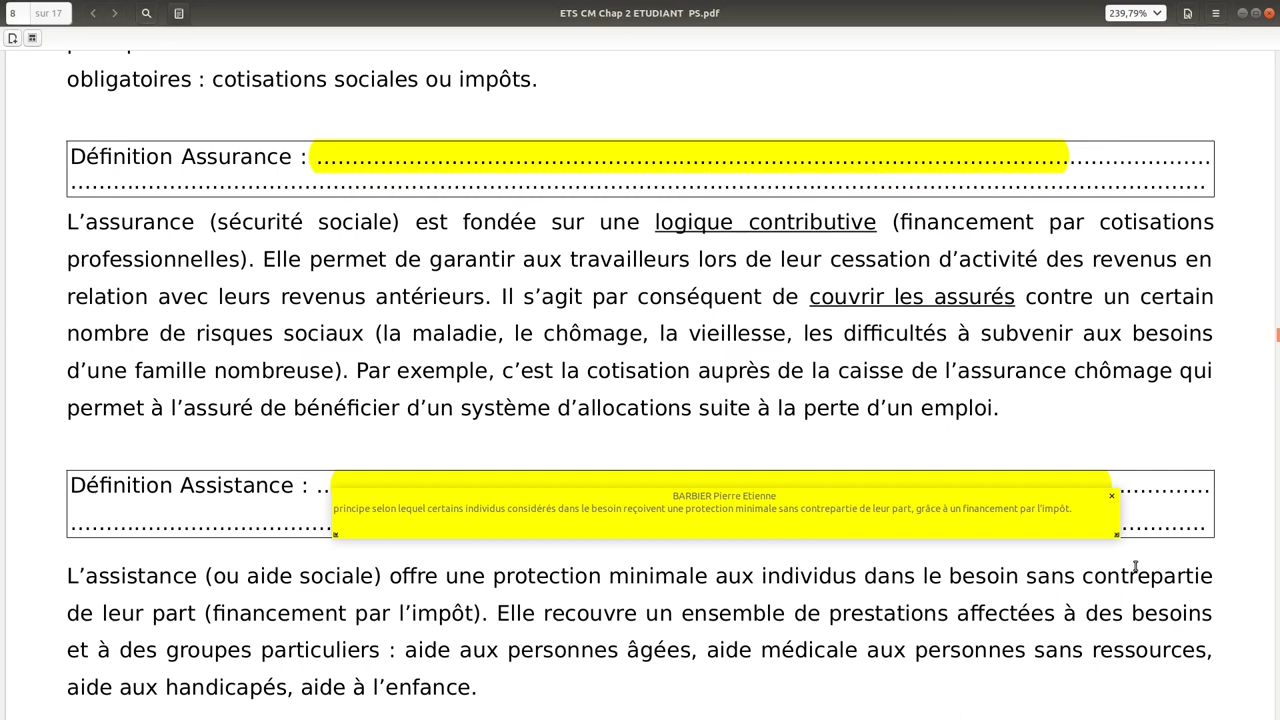 8 sur 17 ETS CM Chap 2 ETUDIANT PS.pdf 239,79%
obligatoires : cotisations sociales ou impôts.
Définition Assurance : ...............................................................................................................................
................................................................................................................................................................
L’assurance (sécurité sociale) est fondée sur une logique contributive (financement par cotisations
professionnelles). Elle permet de garantir aux travailleurs lors de leur cessation d’activité des revenus en
relation avec leurs revenus antérieurs. Il s’agit par conséquent de couvrir les assurés contre un certain
nombre de risques sociaux (la maladie, le chômage, la vieillesse, les difficultés à subvenir aux besoins
d’une famille nombreuse). Par exemple, c’est la cotisation auprès de la caisse de l’assurance chômage qui
permet à l’assuré de bénéficier d’un système d’allocations suite à la perte d’un emploi.
Définition Assistance : .. .............
BARBIER Pierre Etienne
principe selon lequel certains individus considérés dans le besoin reçoivent une protection minimale sans contrepartie de leur part, grâce à un financement par l'impôt.
..................................... ............
L’assistance (ou aide sociale) offre une protection minimale aux individus dans le besoin sans contrepartie
de leur part (financement par l’impôt). Elle recouvre un ensemble de prestations affectées à des besoins
et à des groupes particuliers : aide aux personnes âgées, aide médicale aux personnes sans ressources,
aide aux handicapés, aide à l’enfance.